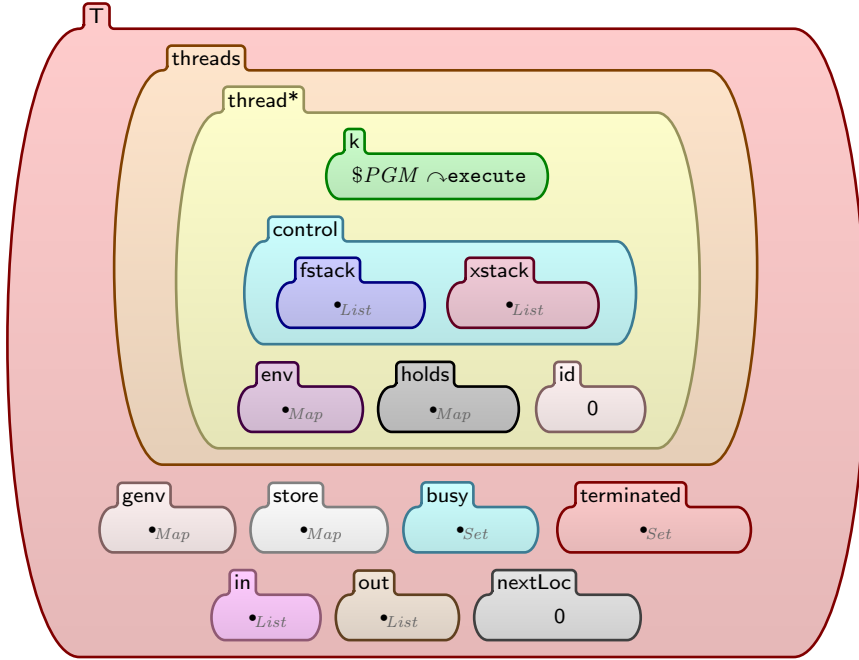 T
threads
thread*
k
$PGM ↷execute
control
fstack xstack
•List •List
env holds id
•Map •Map 0
genv store busy terminated
•Map •Map •Set •Set
in out nextLoc
•List •List 0